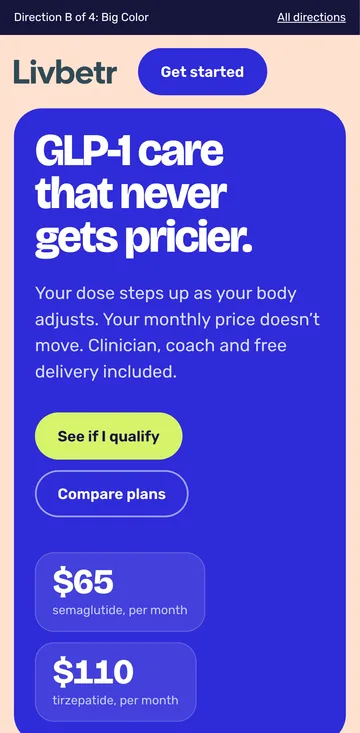 Direction B of 4: Big Color
All directions
Livbetr
Get started
GLP-1 care
that never
gets pricier.
Your dose steps up as your body
adjusts. Your monthly price doesn’t
move. Clinician, coach and free
delivery included.
See if I qualify
Compare plans
$65
semaglutide, per month
$110
tirzepatide, per month